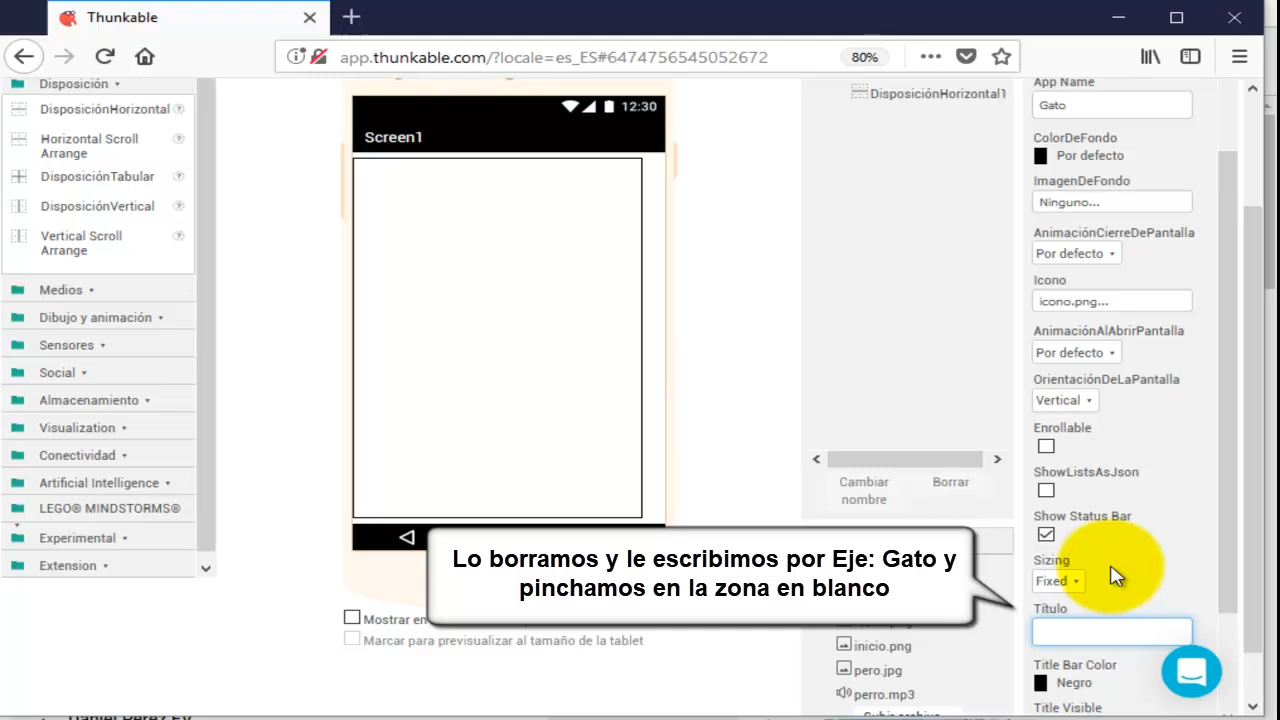 Thunkable
app.thunkable.com/?locale=es_ES#6474756545052672
80%
Disposición
DisposiciónHorizontal
Horizontal Scroll
Arrange
DisposiciónTabular
DisposiciónVertical
Vertical Scroll
Arrange
Medios
Dibujo y animación
Sensores
Social
Almacenamiento
Visualization
Conectividad
Artificial Intelligence
LEGO® MINDSTORMS®
Experimental
Extension
12:30
Screen1
Mostrar en
Marcar para previsualizar al tamaño de la tablet
Lo borramos y le escribimos por Eje: Gato y
pinchamos en la zona en blanco
DisposiciónHorizontal1
Cambiar
nombre
Borrar
inicio.png
pero.jpg
perro.mp3
App Name
Gato
ColorDeFondo
Por defecto
ImagenDeFondo
Ninguno...
AnimaciónCierreDePantalla
Por defecto
Icono
icono.png...
AnimaciónAlAbrirPantalla
Por defecto
OrientaciónDeLaPantalla
Vertical
Enrollable
ShowListsAsJson
Show Status Bar
Sizing
Fixed
Título
Title Bar Color
Negro
Title Visible